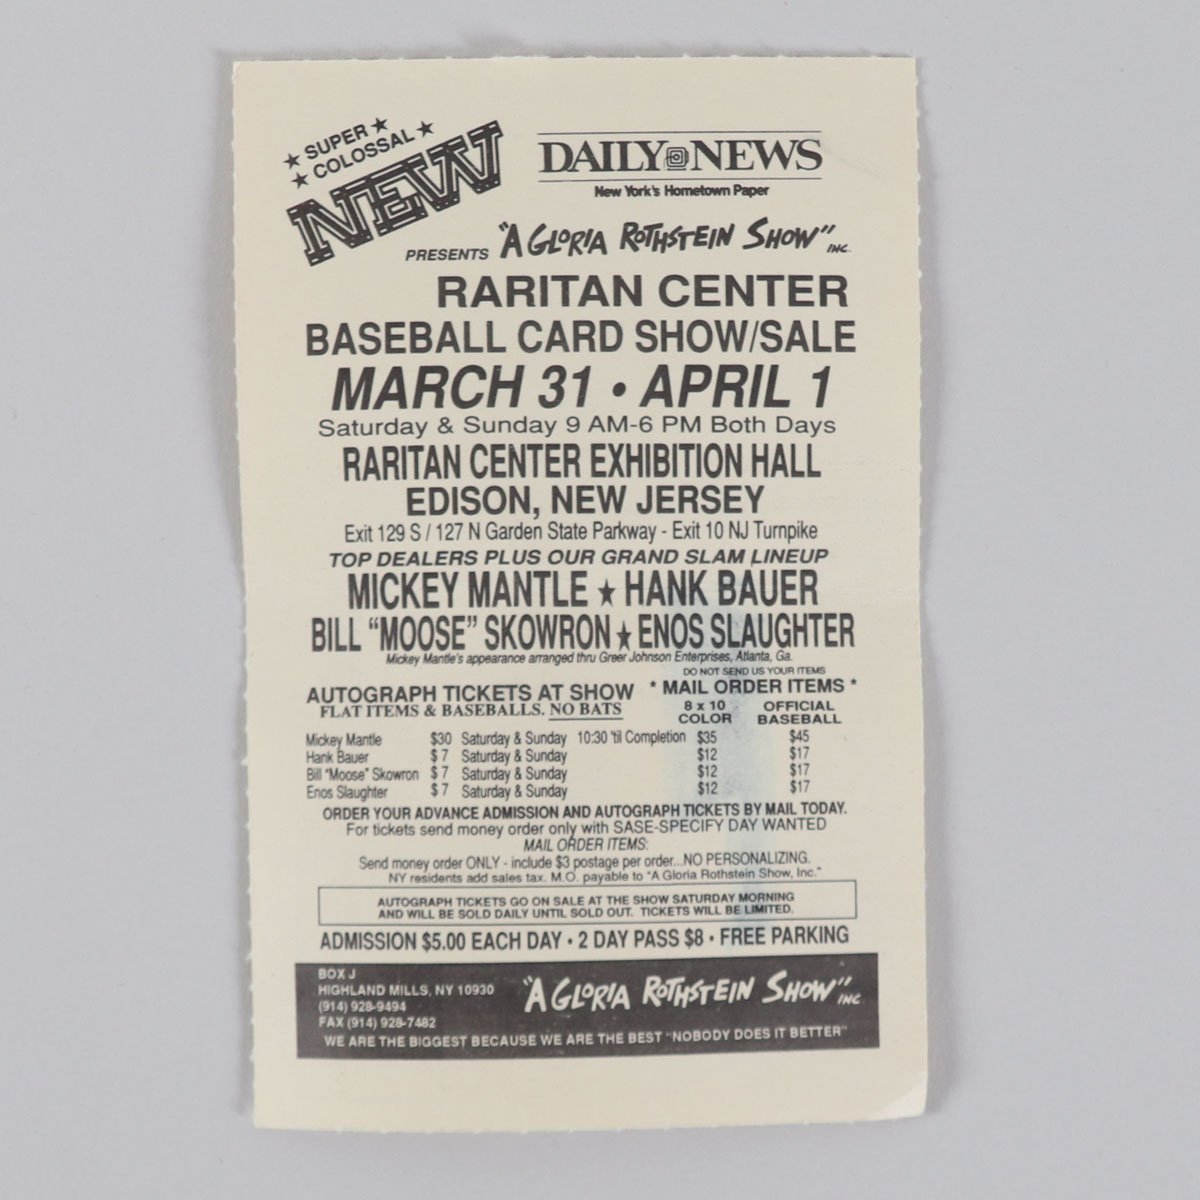 ★ SUPER ★
★ COLOSSAL ★
NEW
DAILY NEWS
New York's Hometown Paper
PRESENTS "A GLORIA ROTHSTEIN SHOW" INC.
RARITAN CENTER
BASEBALL CARD SHOW/SALE
MARCH 31 • APRIL 1
Saturday & Sunday 9 AM-6 PM Both Days
RARITAN CENTER EXHIBITION HALL
EDISON, NEW JERSEY
Exit 129 S / 127 N Garden State Parkway - Exit 10 NJ Turnpike
TOP DEALERS PLUS OUR GRAND SLAM LINEUP
MICKEY MANTLE ★ HANK BAUER
BILL "MOOSE" SKOWRON ★ ENOS SLAUGHTER
Mickey Mantle's appearance arranged thru Greer Johnson Enterprises, Atlanta, Ga.
DO NOT SEND US YOUR ITEMS
AUTOGRAPH TICKETS AT SHOW * MAIL ORDER ITEMS *
FLAT ITEMS & BASEBALLS. NO BATS
8 x 10 COLOR OFFICIAL BASEBALL
Mickey Mantle $30 Saturday & Sunday 10:30 'til Completion $35 $45
Hank Bauer $ 7 Saturday & Sunday $12 $17
Bill "Moose" Skowron $ 7 Saturday & Sunday $12 $17
Enos Slaughter $ 7 Saturday & Sunday $12 $17
ORDER YOUR ADVANCE ADMISSION AND AUTOGRAPH TICKETS BY MAIL TODAY.
For tickets send money order only with SASE-SPECIFY DAY WANTED
MAIL ORDER ITEMS:
Send money order ONLY - include $3 postage per order...NO PERSONALIZING.
NY residents add sales tax. M.O. payable to "A Gloria Rothstein Show, Inc."
AUTOGRAPH TICKETS GO ON SALE AT THE SHOW SATURDAY MORNING
AND WILL BE SOLD DAILY UNTIL SOLD OUT. TICKETS WILL BE LIMITED.
ADMISSION $5.00 EACH DAY • 2 DAY PASS $8 • FREE PARKING
BOX J
HIGHLAND MILLS, NY 10930
(914) 928-9494
FAX (914) 928-7482
"A GLORIA ROTHSTEIN SHOW" INC
WE ARE THE BIGGEST BECAUSE WE ARE THE BEST "NOBODY DOES IT BETTER"